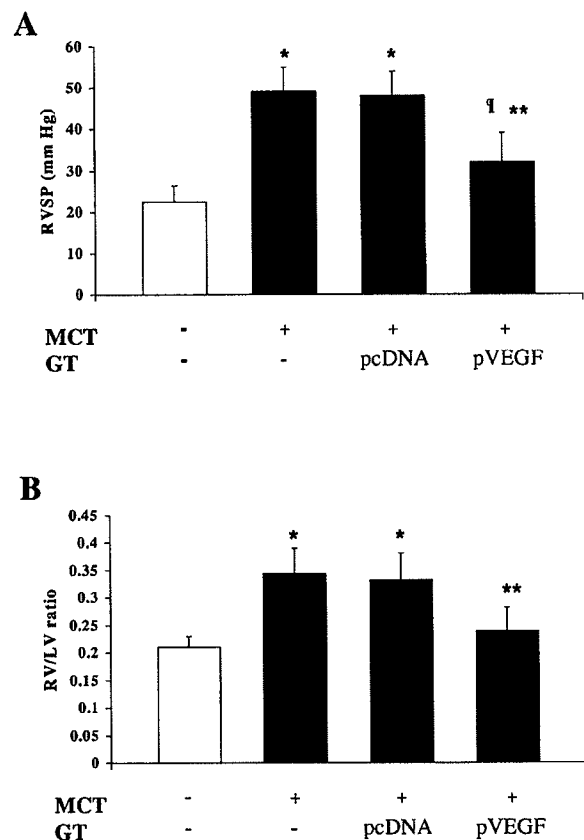 A
60
* *
50
¶ **
40
30
20
10
0
RVSP (mm Hg)
MCT - + + +
GT - - pcDNA pVEGF
B
0.45
* *
0.4
0.35
**
0.3
0.25
0.2
0.15
0.1
0.05
0
RV/LV ratio
MCT - + + +
GT - - pcDNA pVEGF